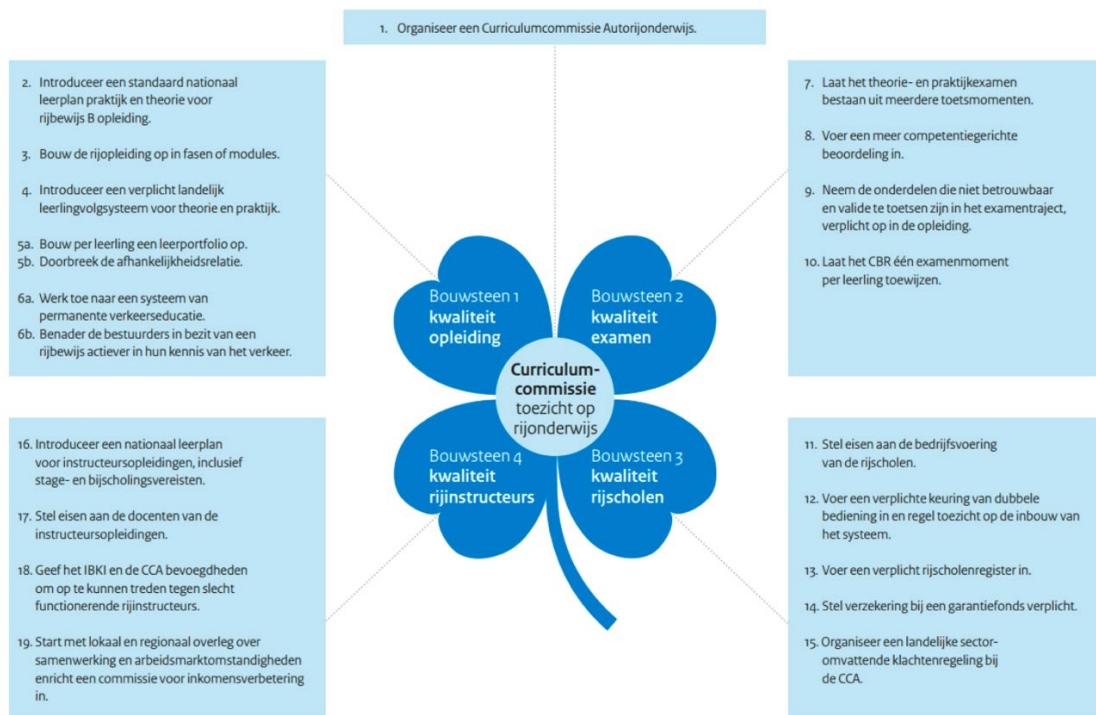 1. Organiseer een Curriculumcommissie Autorijonderwijs.
2. Introduceer een standaard nationaal
leerplan praktijk en theorie voor
rijbewijs B opleiding.
3. Bouw de rijopleiding op in fasen of modules.
4. Introduceer een verplicht landelijk
leerlingvolgsysteem voor theorie en praktijk.
5a. Bouw per leerling een leerportfolio op.
5b. Doorbreek de afhankelijkheidsrelatie.
6a. Werk toe naar een systeem van
permanente verkeerseducatie.
6b. Benader de bestuurders in bezit van een
rijbewijs actiever in hun kennis van het verkeer.
7. Laat het theorie- en praktijkexamen
bestaan uit meerdere toetsmomenten.
8. Voer een meer competentiegerichte
beoordeling in.
9. Neem de onderdelen die niet betrouwbaar
en valide te toetsen zijn in het examentraject,
verplicht op in de opleiding.
10. Laat het CBR één examenmoment
per leerling toewijzen.
Bouwsteen 1
kwaliteit
opleiding
Bouwsteen 2
kwaliteit
examen
Curriculum-
commissie
toezicht op
rijonderwijs
Bouwsteen 4
kwaliteit
rijinstructeurs
Bouwsteen 3
kwaliteit
rijscholen
16. Introduceer een nationaal leerplan
voor instructeursopleidingen, inclusief
stage- en bijscholingsvereisten.
17. Stel eisen aan de docenten van de
instructeursopleidingen.
18. Geef het IBKI en de CCA bevoegdheden
om op te kunnen treden tegen slecht
functionerende rijinstructeurs.
19. Start met lokaal en regionaal overleg over
samenwerking en arbeidsmarktomstandigheden
enricht een commissie voor inkomensverbetering
in.
11. Stel eisen aan de bedrijfsvoering
van de rijscholen.
12. Voer een verplichte keuring van dubbele
bediening in en regel toezicht op de inbouw van
het systeem.
13. Voer een verplicht rijscholenregister in.
14. Stel verzekering bij een garantiefonds verplicht.
15. Organiseer een landelijke sector-
omvattende klachtenregeling bij
de CCA.